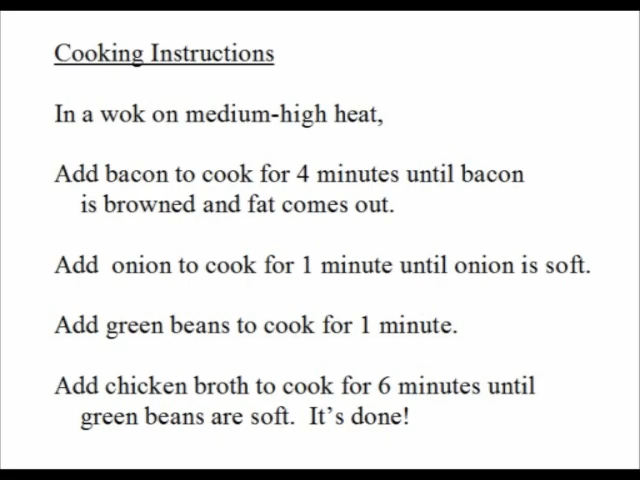 Cooking Instructions
In a wok on medium-high heat,
Add bacon to cook for 4 minutes until bacon
is browned and fat comes out.
Add onion to cook for 1 minute until onion is soft.
Add green beans to cook for 1 minute.
Add chicken broth to cook for 6 minutes until
green beans are soft. It's done!